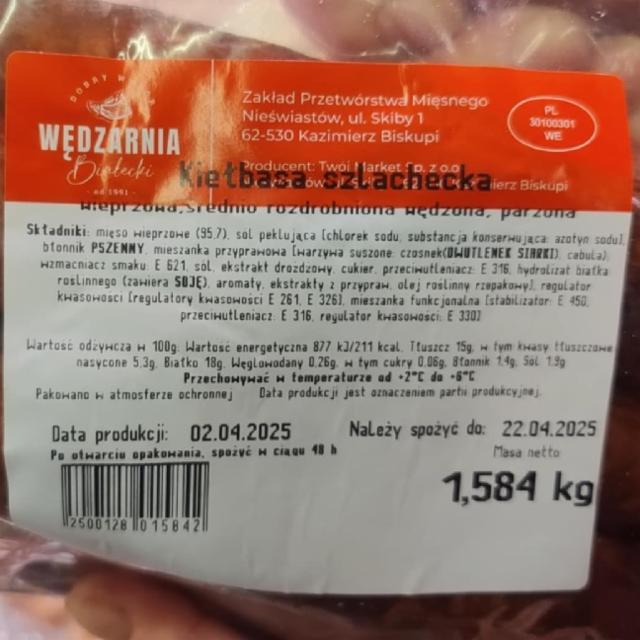 DOBRY W
WĘDZARNIA
Bielecki
- od 1991 -
Zakład Przetwórstwa Mięsnego
Nieświastów, ul. Skiby 1
62-530 Kazimierz Biskupi
PL
30100301
WE
Producent: Twój Market Sp. z o.o
Kiełbasa szlachecka
Kazimierz Biskupi
wieprzowa,średnio rozdrobniona wędzona, parzona
Składniki: mięso wieprzowe (95,7), sól peklująca [chlorek sodu, substancja konserwująca: azotyn sodu],
błonnik PSZENNY, mieszanka przyprawowa [warzywa suszone: czosnek(DWUTLENEK SIARKI), cebula);
wzmacniacz smaku: E 621, sól, ekstrakt drożdżowy, cukier, przeciwutleniacz: E 316, hydrolizat białka
roślinnego (zawiera SOJĘ), aromaty, ekstrakty z przypraw, olej roślinny rzepakowy], regulator
kwasowości [regulatory kwasowości E 261, E 326], mieszanka funkcjonalna [stabilizator: E 450,
przeciwutleniacz: E 316, regulator kwasowości: E 330]
Wartość odżywcza w 100g: Wartość energetyczna 877 kJ/211 kcal, Tłuszcz 15g, w tym kwasy tłuszczowe
nasycone 5.3g, Białko 18g, Węglowodany 0.26g, w tym cukry 0.06g, Błonnik 1.4g, Sól 1.9g
Przechowywać w temperaturze od +2°C do +6°C
Pakowano w atmosferze ochronnej Data produkcji jest oznaczeniem partii produkcyjnej.
Data produkcji: 02.04.2025 Należy spożyć do: 22.04.2025
Po otwarciu opakowania, spożyć w ciągu 48 h
Masa netto
1,584 kg
2500128 015842